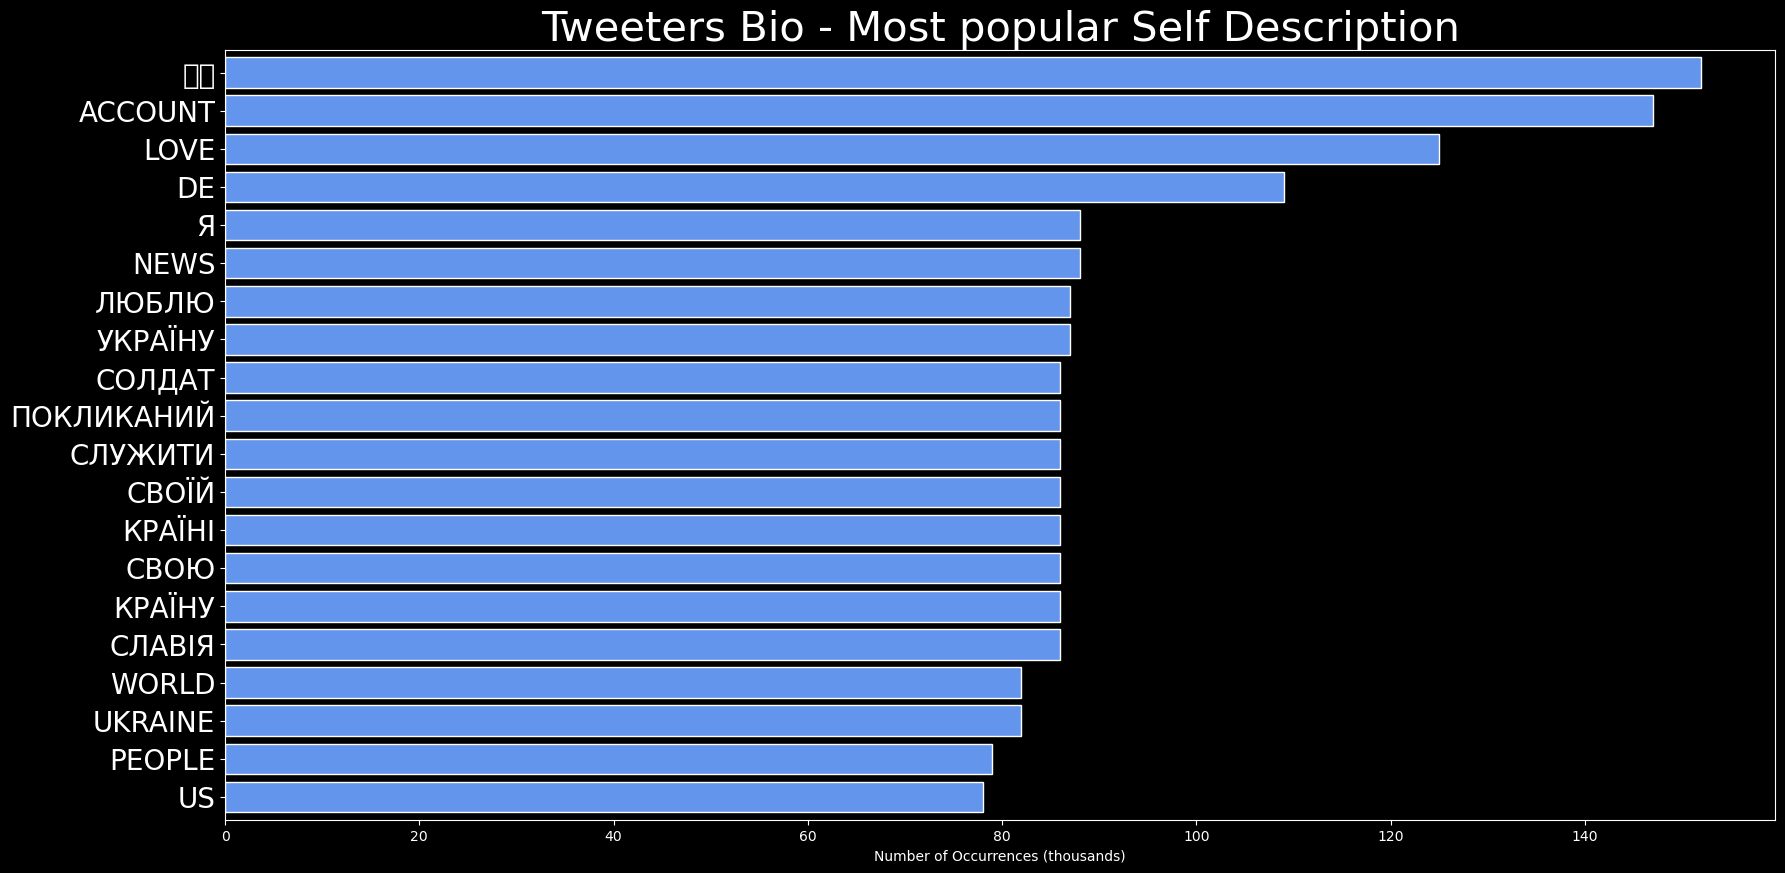 Tweeters Bio - Most popular Self Description
ACCOUNT
LOVE
DE
Я
NEWS
ЛЮБЛЮ
УКРАЇНУ
СОЛДАТ
ПОКЛИКАНИЙ
СЛУЖИТИ
СВОЇЙ
КРАЇНІ
СВОЮ
КРАЇНУ
СЛАВІЯ
WORLD
UKRAINE
PEOPLE
US
0 20 40 60 80 100 120 140
Number of Occurrences (thousands)